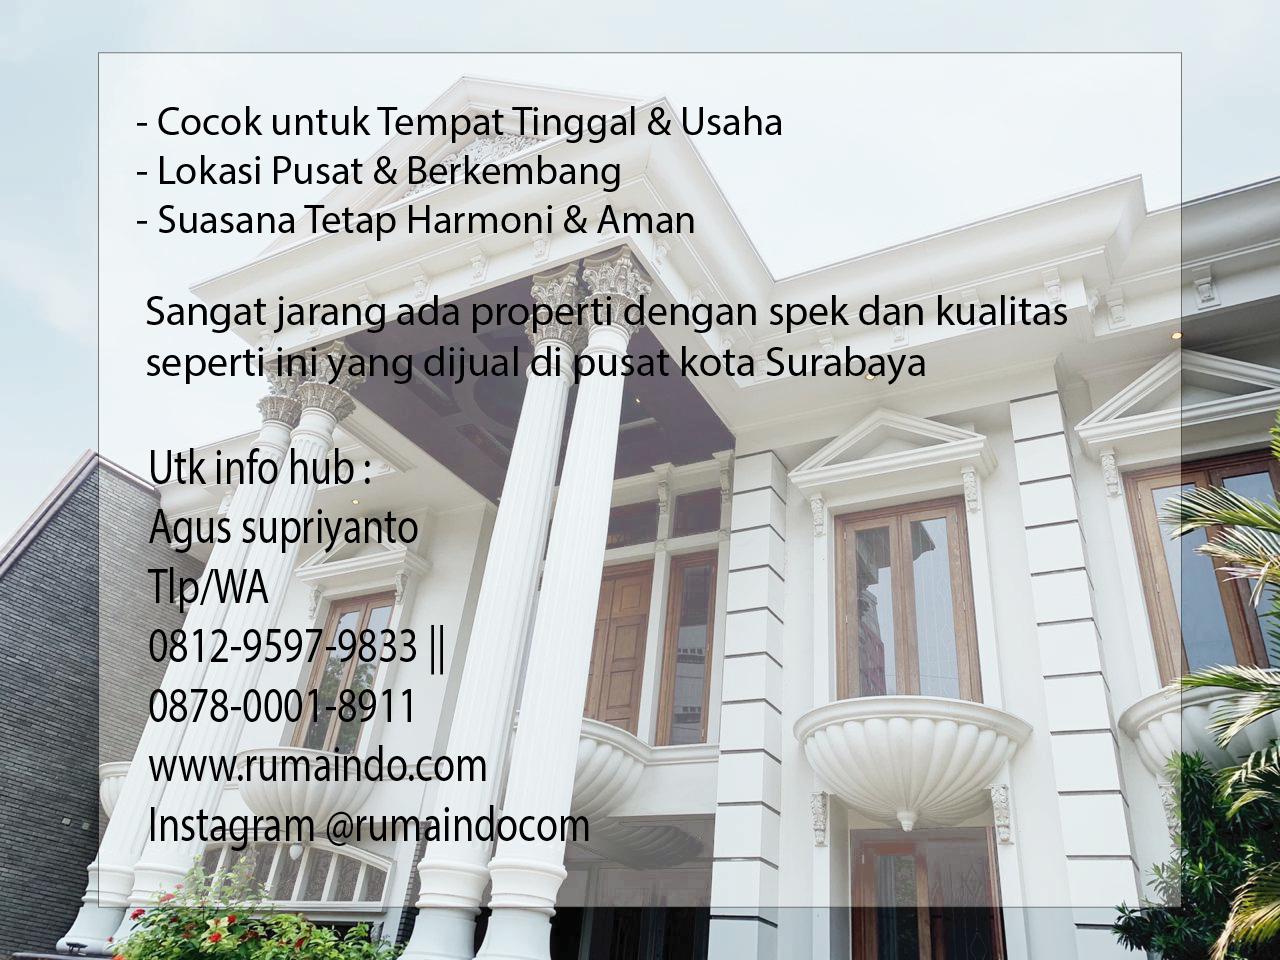 - Cocok untuk Tempat Tinggal & Usaha
- Lokasi Pusat & Berkembang
- Suasana Tetap Harmoni & Aman
Sangat jarang ada properti dengan spek dan kualitas
seperti ini yang dijual di pusat kota Surabaya
Utk info hub :
Agus supriyanto
Tlp/WA
0812-9597-9833 ||
0878-0001-8911
www.rumaindo.com
Instagram @rumaindocom